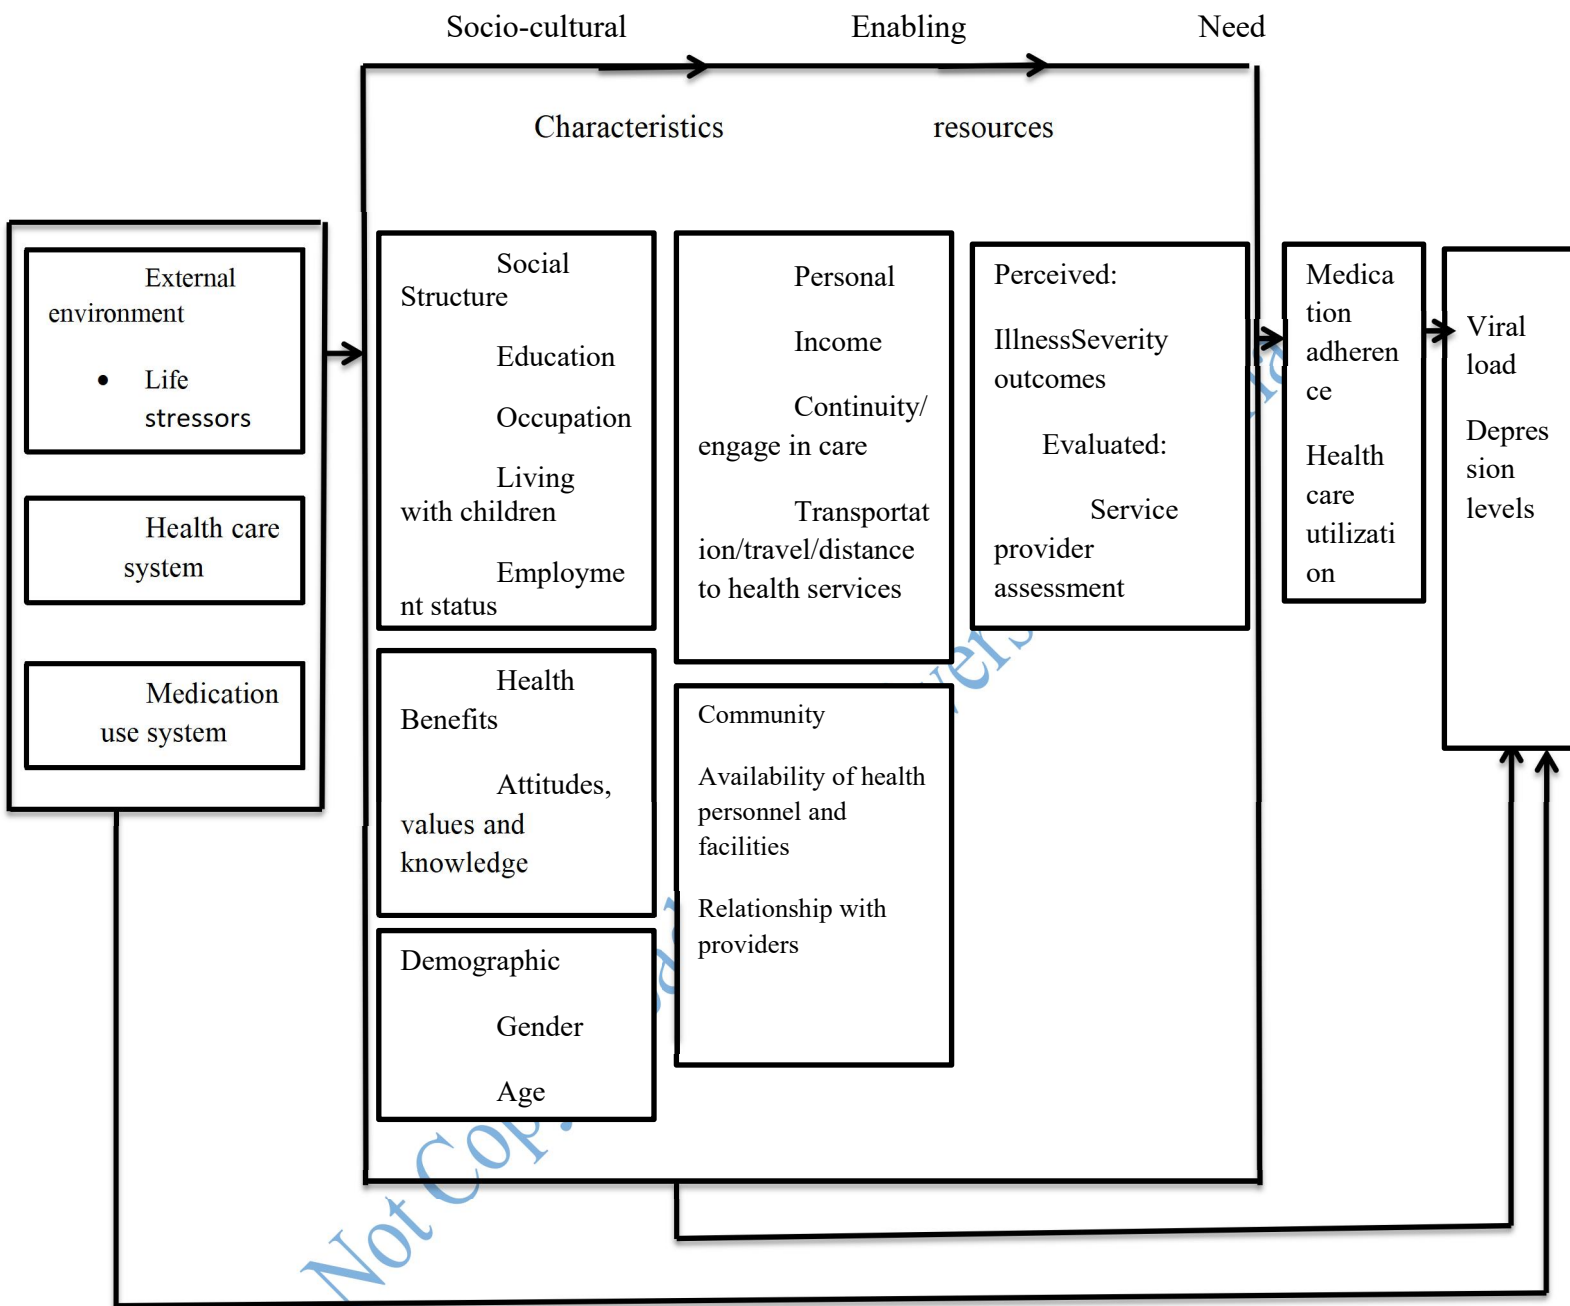 Socio-cultural Enabling Need
Characteristics resources
External
environment
• Life
stressors
Health care
system
Medication
use system
Social
Structure
Education
Occupation
Living
with children
Employme
nt status
Health
Benefits
Attitudes,
values and
knowledge
Demographic
Gender
Age
Personal
Income
Continuity/
engage in care
Transportat
ion/travel/distance
to health services
Community
Availability of health
personnel and
facilities
Relationship with
providers
Perceived:
IllnessSeverity
outcomes
Evaluated:
Service
provider
assessment
Medica
tion
adheren
ce
Health
care
utilizati
on
Viral
load
Depres
sion
levels
Not Cop
vers